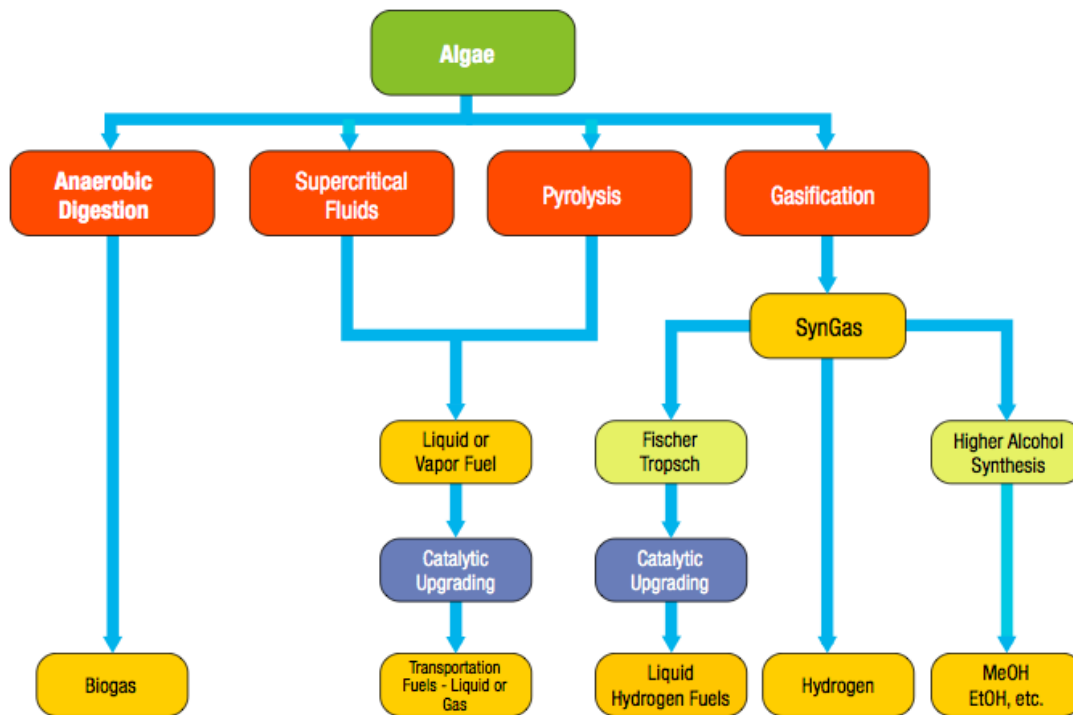 Algae
Anaerobic
Digestion
Supercritical
Fluids
Pyrolysis
Gasification
SynGas
Liquid or
Vapor Fuel
Fischer
Tropsch
Higher Alcohol
Synthesis
Catalytic
Upgrading
Catalytic
Upgrading
Biogas
Transportation
Fuels - Liquid or
Gas
Liquid
Hydrogen Fuels
Hydrogen
MeOH
EtOH, etc.